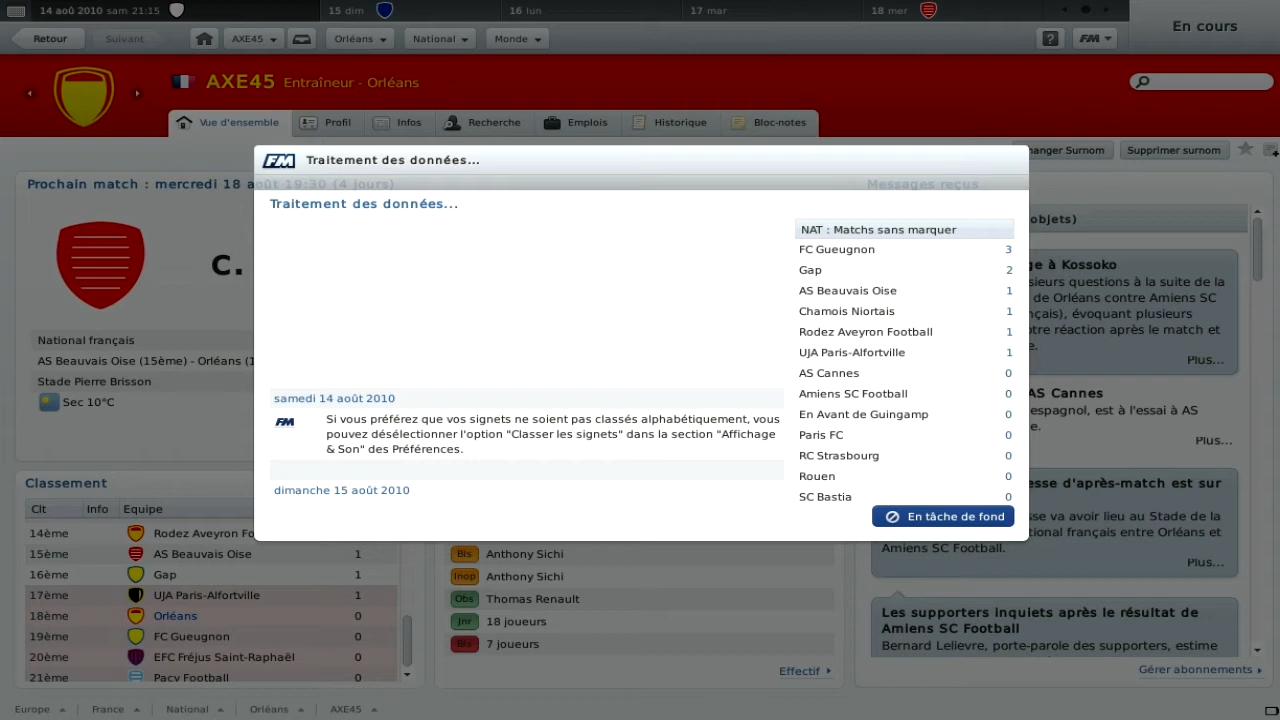 14 aoû 2010 sam 21:15
15 dim
16 lun
17 mar
18 mer
En cours
Retour
Suivant
AXE45
Orléans
National
Monde
?
FM
AXE45 Entraîneur - Orléans
Vue d'ensemble
Profil
Infos
Recherche
Emplois
Historique
Bloc-notes
Surnom
Supprimer surnom
FM Traitement des données...
Prochain match : mercredi 18 août 19:30 (4 jours)
Messages reçus
Traitement des données...
objets)
NAT : Matchs sans marquer
FC Gueugnon 3
Gap 2
AS Beauvais Oise 1
Chamois Niortais 1
Rodez Aveyron Football 1
UJA Paris-Alfortville 1
AS Cannes 0
Amiens SC Football 0
En Avant de Guingamp 0
Paris FC 0
RC Strasbourg 0
Rouen 0
SC Bastia 0
En tâche de fond
c.
National français
AS Beauvais Oise (15ème) - Orléans (1
Stade Pierre Brisson
Sec 10°C
samedi 14 août 2010
FM
Si vous préférez que vos signets ne soient pas classés alphabétiquement, vous
pouvez désélectionner l'option "Classer les signets" dans la section "Affichage
& Son" des Préférences.
dimanche 15 août 2010
à Kossoko
questions à la suite de la
de Orléans contre Amiens SC
évoquant plusieurs
réaction après le match et
Plus...
AS Cannes
espagnol, est à l'essai à AS
Plus...
d'après-match est sur
va avoir lieu au Stade de la
français entre Orléans et
Amiens SC Football.
Plus...
Les supporters inquiets après le résultat de
Amiens SC Football
Bernard Lelievre, porte-parole des supporters, estime
Gérer abonnements
Classement
Clt Info Equipe
14ème Rodez Aveyron Fo
15ème AS Beauvais Oise 1
16ème Gap 1
17ème UJA Paris-Alfortville 1
18ème Orléans 0
19ème FC Gueugnon 0
20ème EFC Fréjus Saint-Raphaël 0
21ème Pacy Football 0
Bls Anthony Sichi
Inop Anthony Sichi
Obs Thomas Renault
Jnr 18 joueurs
Bls 7 joueurs
Effectif
Europe
France
National
Orléans
AXE45